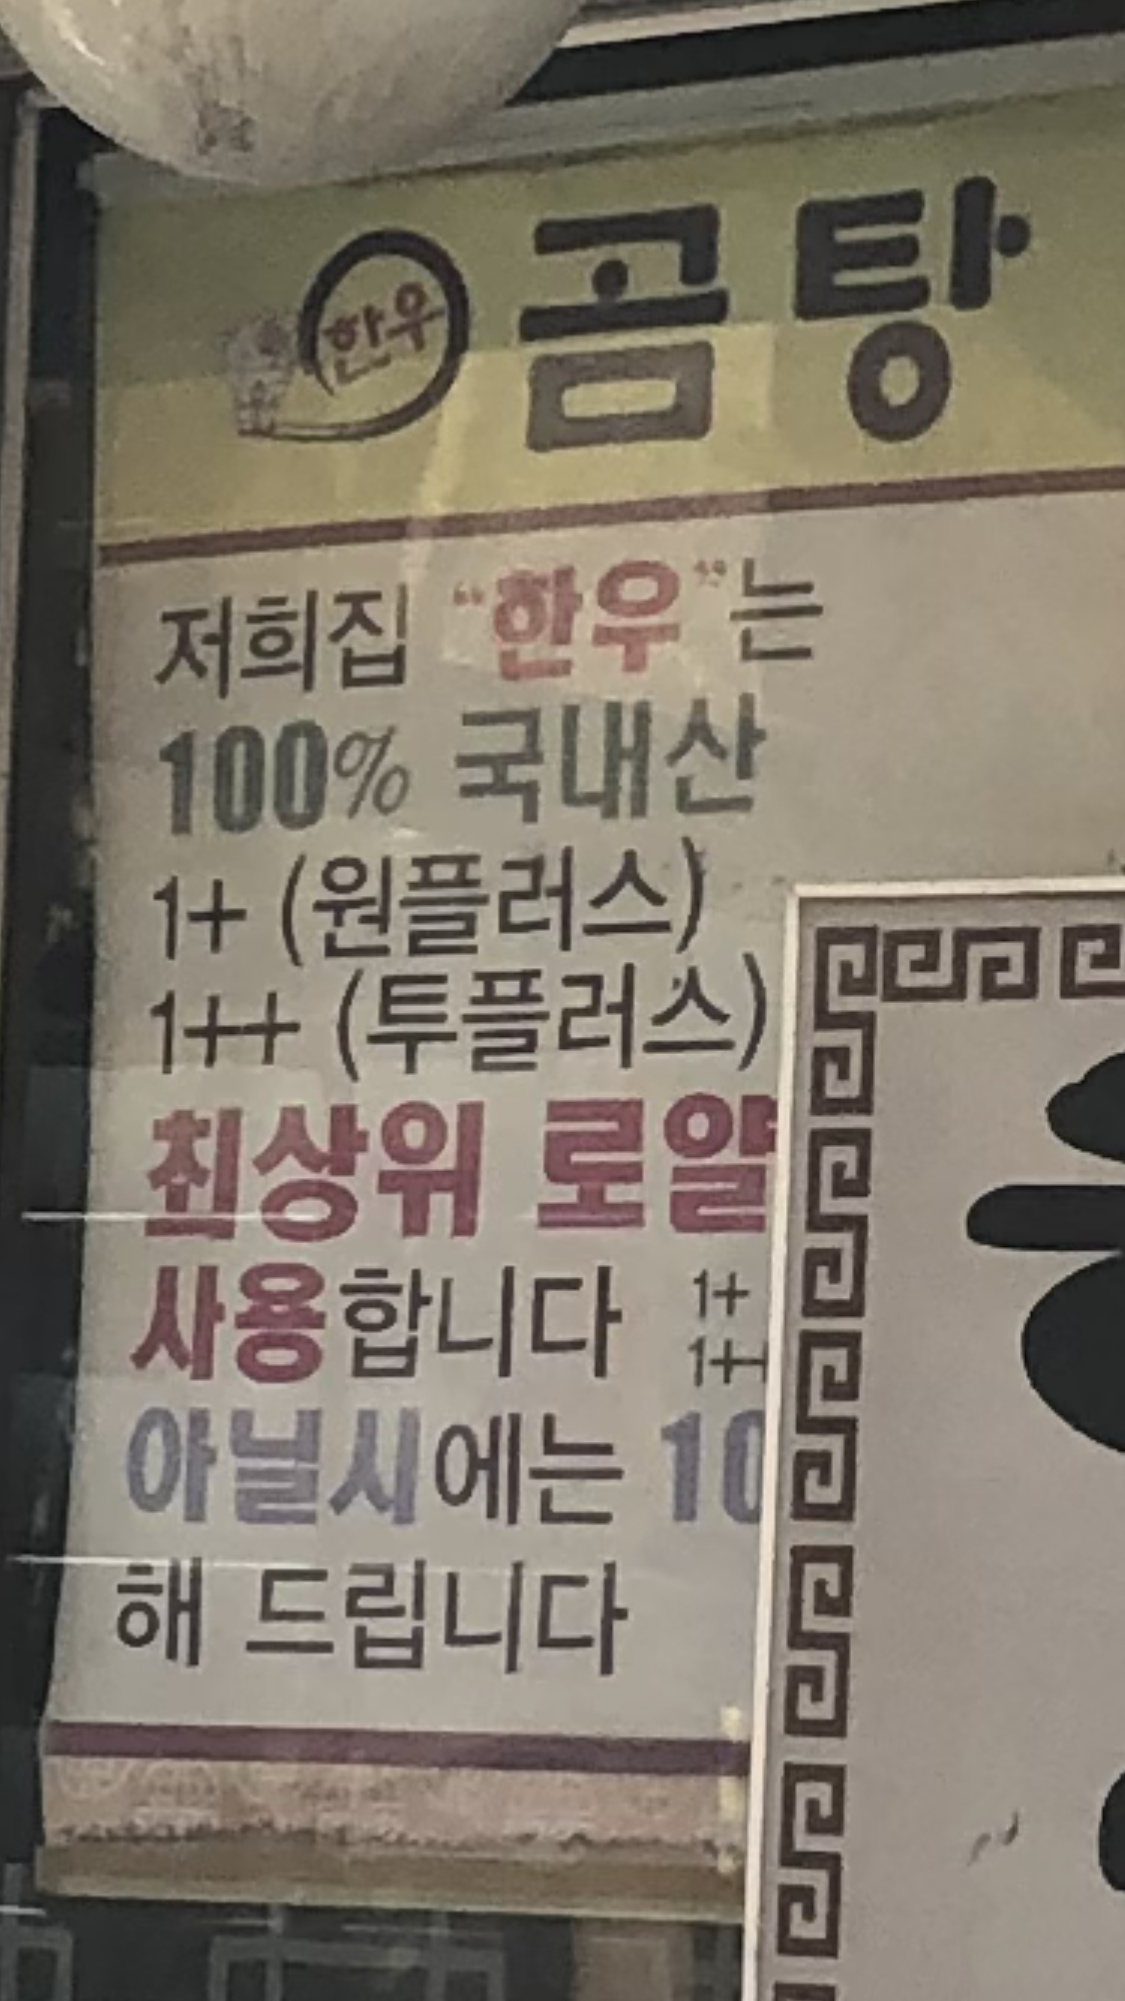 한우 곰탕
저희집 “한우”는
100% 국내산
1+ (원플러스)
1++ (투플러스)
최상위 로얄
사용합니다 1+
1++
아닐시에는 10
해 드립니다